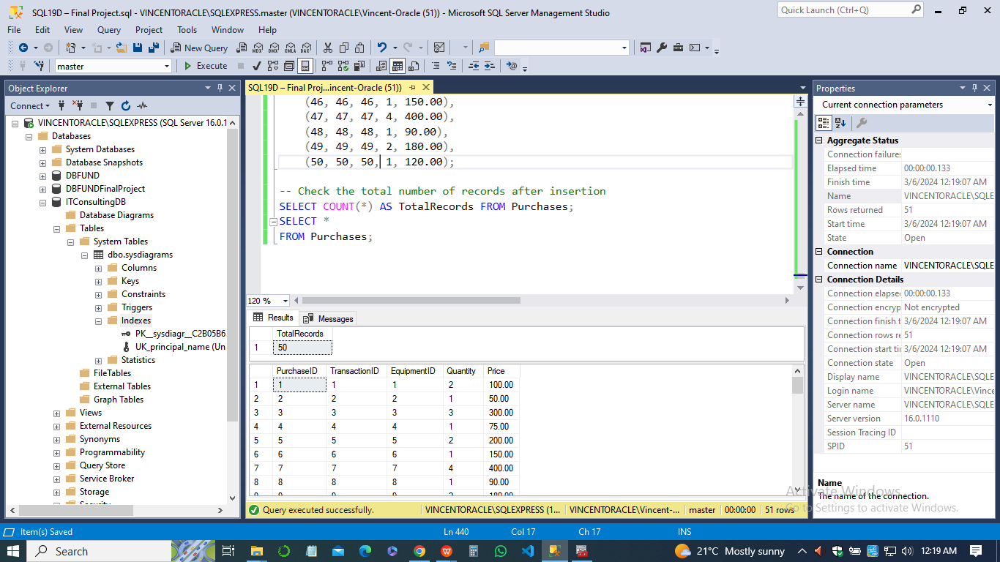 SQL19D – Final Project.sql - VINCENTORACLE\SQLEXPRESS.master (VINCENTORACLE\Vincent-Oracle (51)) - Microsoft SQL Server Management Studio
Quick Launch (Ctrl+Q)
File Edit View Query Project Tools Window Help
New Query
MDX DMX XMLA DAX
master
Execute
Object Explorer
Connect
VINCENTORACLE\SQLEXPRESS (SQL Server 16.0.1
Databases
System Databases
Database Snapshots
DBFUND
DBFUNDFinalProject
ITConsultingDB
Database Diagrams
Tables
System Tables
dbo.sysdiagrams
Columns
Keys
Constraints
Triggers
Indexes
PK__sysdiagr__C2B05B6
UK_principal_name (Un
Statistics
FileTables
External Tables
Graph Tables
Views
External Resources
Synonyms
Programmability
Query Store
Service Broker
Storage
Security
SQL19D – Final Proj...incent-Oracle (51))
(46, 46, 46, 1, 150.00),
(47, 47, 47, 4, 400.00),
(48, 48, 48, 1, 90.00),
(49, 49, 49, 2, 180.00),
(50, 50, 50, 1, 120.00);
-- Check the total number of records after insertion
SELECT COUNT(*) AS TotalRecords FROM Purchases;
SELECT *
FROM Purchases;
120 %
Results Messages
TotalRecords
1 50
PurchaseID TransactionID EquipmentID Quantity Price
1 1 1 1 2 100.00
2 2 2 2 1 50.00
3 3 3 3 3 300.00
4 4 4 4 1 75.00
5 5 5 5 2 200.00
6 6 6 6 1 150.00
7 7 7 7 4 400.00
8 8 8 8 1 90.00
9 9 9 9 2 180.00
Query executed successfully. VINCENTORACLE\SQLEXPRESS (1... VINCENTORACLE\Vincent-... master 00:00:00 51 rows
Properties
Current connection parameters
Aggregate Status
Connection failures
Elapsed time 00:00:00.133
Finish time 3/6/2024 12:19:07 AM
Name VINCENTORACLE\SQLE
Rows returned 51
Start time 3/6/2024 12:19:07 AM
State Open
Connection
Connection name VINCENTORACLE\SQLE
Connection Details
Connection elapse 00:00:00.133
Connection encryp Not encrypted
Connection finish t 3/6/2024 12:19:07 AM
Connection rows re 51
Connection start ti 3/6/2024 12:19:07 AM
Connection state Open
Display name VINCENTORACLE\SQLE
Login name VINCENTORACLE\Vince
Server name VINCENTORACLE\SQLE
Server version 16.0.1110
Session Tracing ID
SPID 51
Name
The name of the connection.
Activate Windows
Go to Settings to activate Windows.
Item(s) Saved Ln 440 Col 17 Ch 17 INS
Search
21°C Mostly sunny
12:19 AM